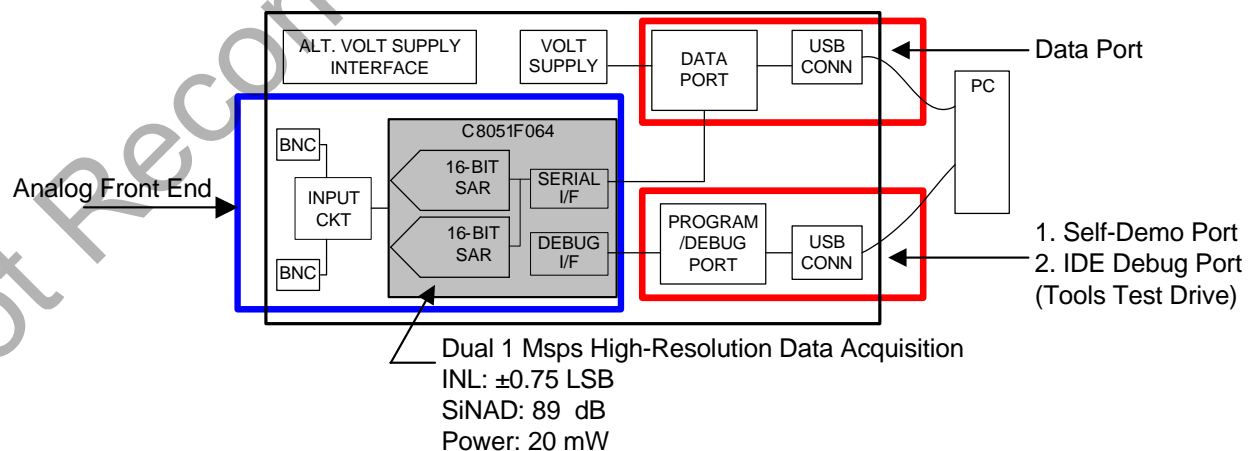 ALT. VOLT SUPPLY
INTERFACE
VOLT
SUPPLY
DATA
PORT
USB
CONN
Data Port
PC
C8051F064
BNC
16-BIT
SAR
SERIAL
I/F
Analog Front End
INPUT
CKT
16-BIT
SAR
DEBUG
I/F
BNC
PROGRAM
/DEBUG
PORT
USB
CONN
1. Self-Demo Port
2. IDE Debug Port
(Tools Test Drive)
Dual 1 Msps High-Resolution Data Acquisition
INL: ±0.75 LSB
SiNAD: 89 dB
Power: 20 mW